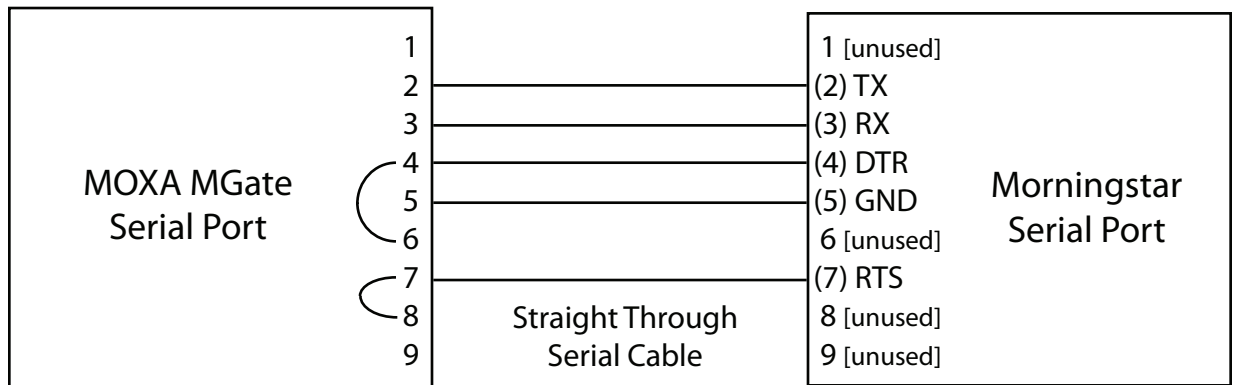 MOXA MGate
Serial Port
1
2
3
4
5
6
7
8
9
Straight Through
Serial Cable
1 [unused]
(2) TX
(3) RX
(4) DTR
(5) GND
6 [unused]
(7) RTS
8 [unused]
9 [unused]
Morningstar
Serial Port